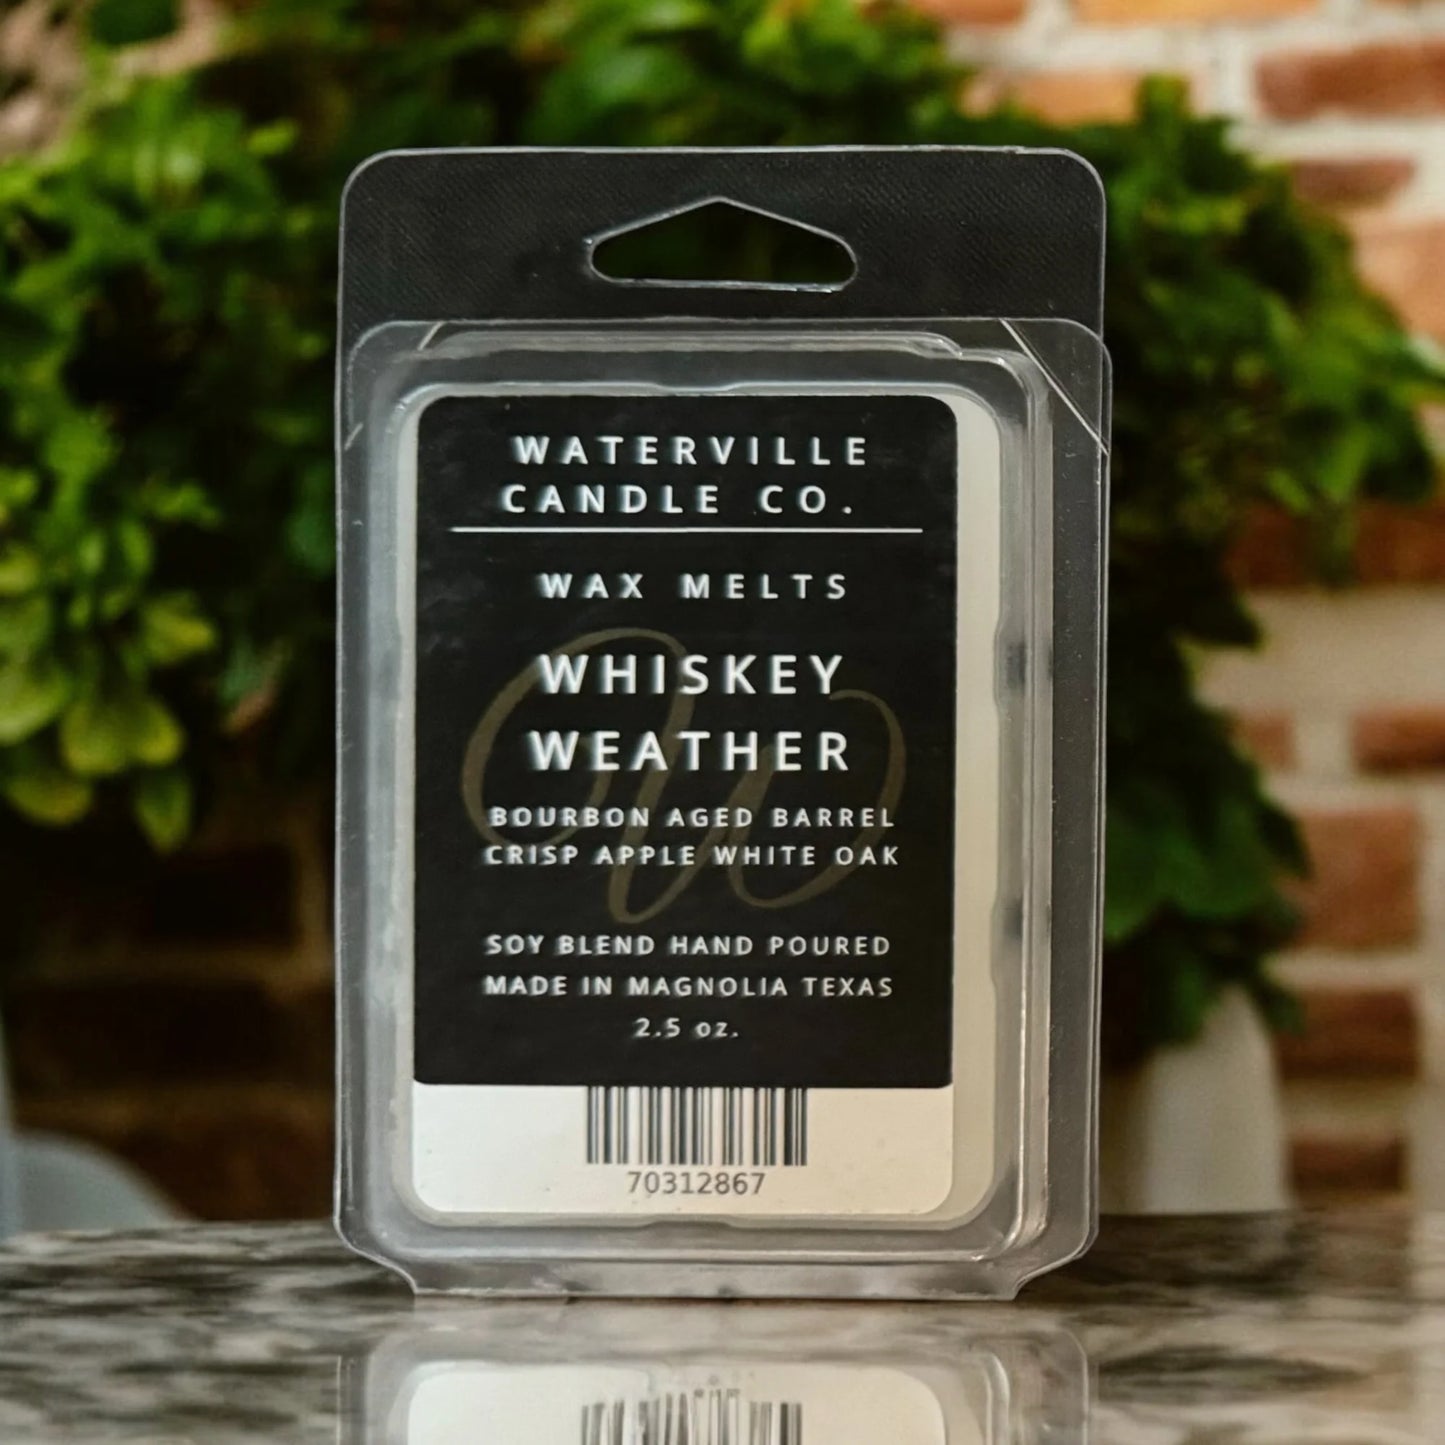 WATERVILLE
CANDLE CO.
WAX MELTS
WHISKEY
WEATHER
BOURBON AGED BARREL
CRISP APPLE WHITE OAK
SOY BLEND HAND POURED
MADE IN MAGNOLIA TEXAS
2.5 oz.
70312867